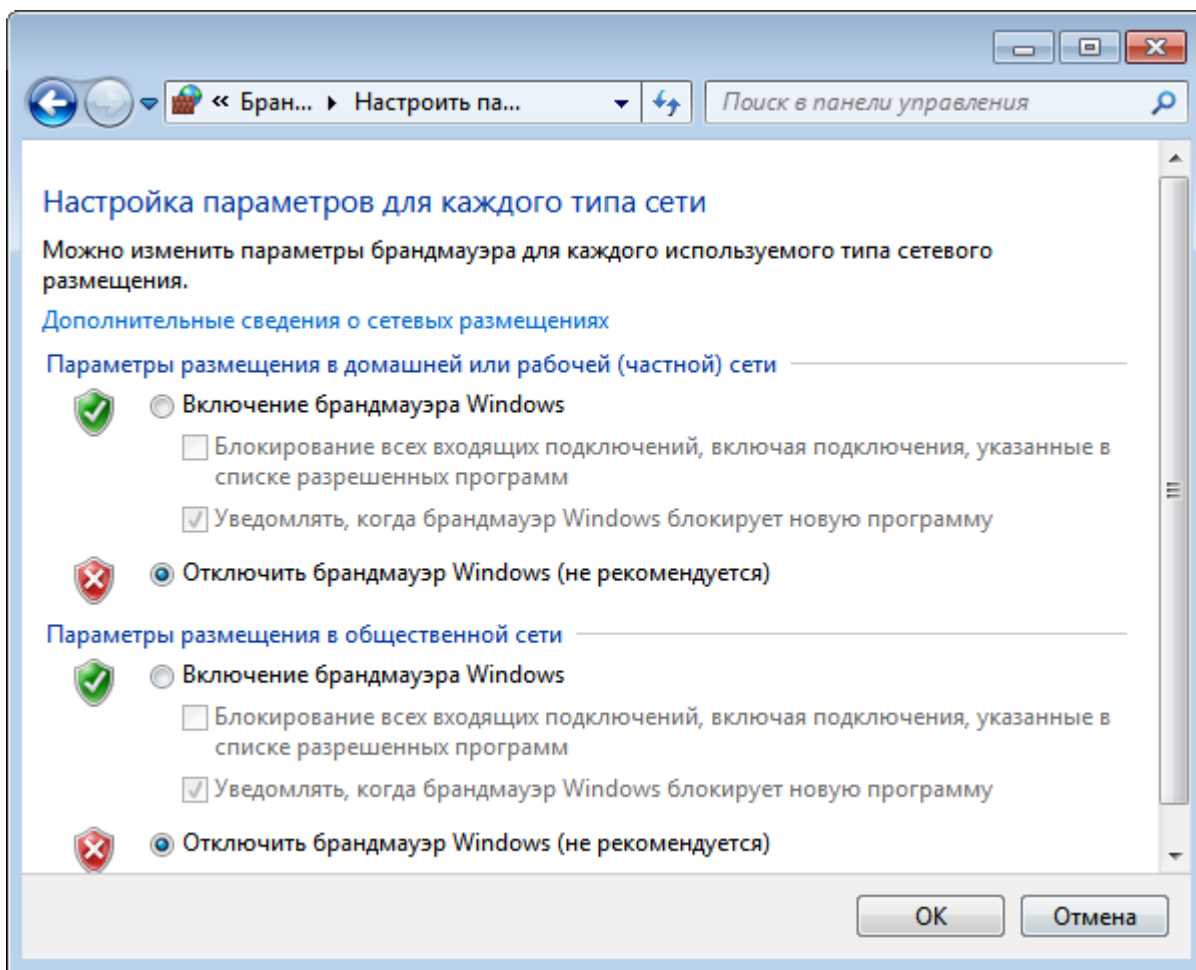 « Бран... Настроить па... Поиск в панели управления
Настройка параметров для каждого типа сети
Можно изменить параметры брандмауэра для каждого используемого типа сетевого
размещения.
Дополнительные сведения о сетевых размещениях
Параметры размещения в домашней или рабочей (частной) сети
Включение брандмауэра Windows
Блокирование всех входящих подключений, включая подключения, указанные в
списке разрешенных программ
Уведомлять, когда брандмауэр Windows блокирует новую программу
Отключить брандмауэр Windows (не рекомендуется)
Параметры размещения в общественной сети
Включение брандмауэра Windows
Блокирование всех входящих подключений, включая подключения, указанные в
списке разрешенных программ
Уведомлять, когда брандмауэр Windows блокирует новую программу
Отключить брандмауэр Windows (не рекомендуется)
ОК Отмена